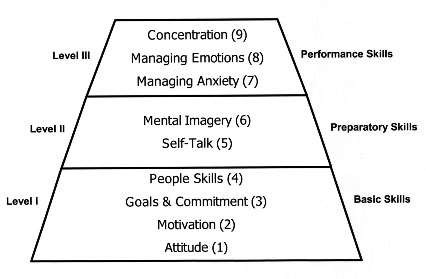 Concentration (9)
Level III
Managing Emotions (8)
Performance Skills
Managing Anxiety (7)
Mental Imagery (6)
Level II
Preparatory Skills
Self-Talk (5)
People Skills (4)
Level I
Goals & Commitment (3)
Basic Skills
Motivation (2)
Attitude (1)